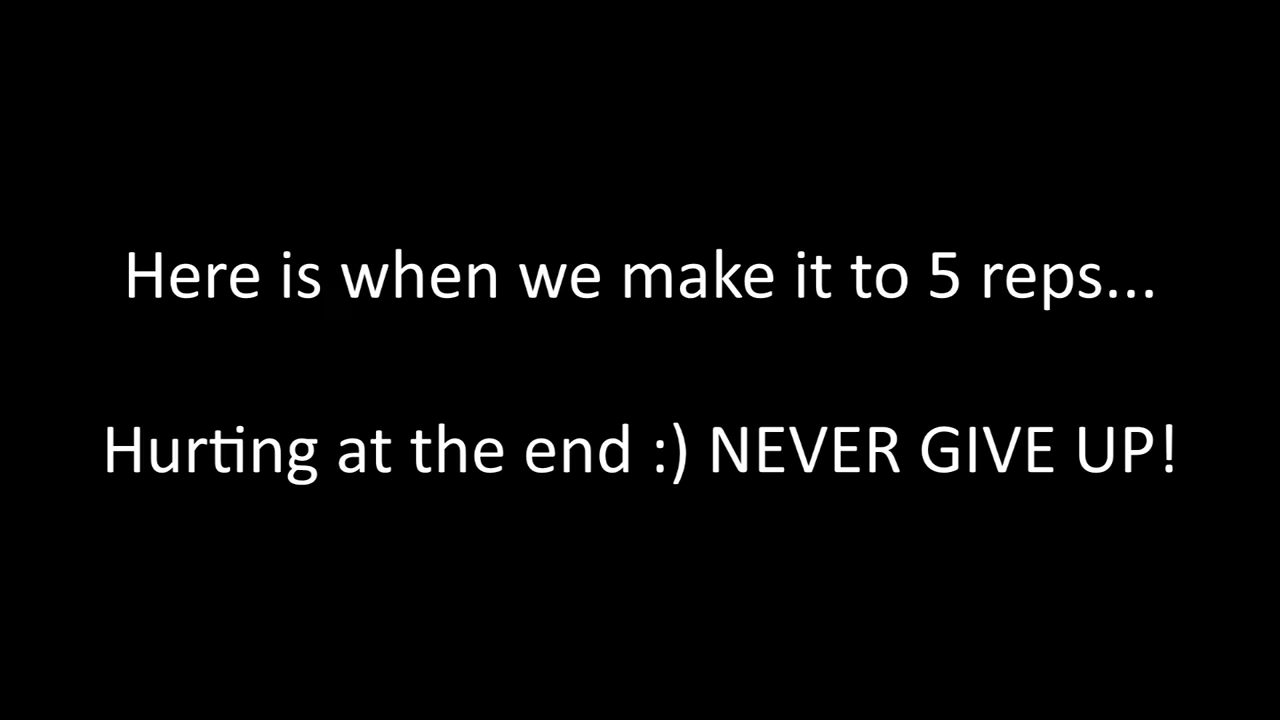 Here is when we make it to 5 reps...
Hurting at the end :) NEVER GIVE UP!